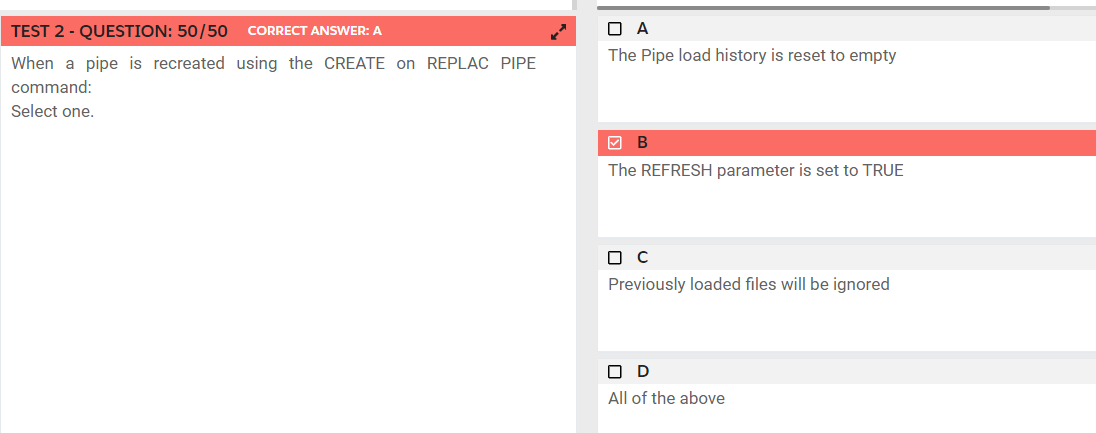 TEST 2 - QUESTION: 50/50 CORRECT ANSWER: A
When a pipe is recreated using the CREATE on REPLAC PIPE
command:
Select one.
A
The Pipe load history is reset to empty
B
The REFRESH parameter is set to TRUE
C
Previously loaded files will be ignored
D
All of the above